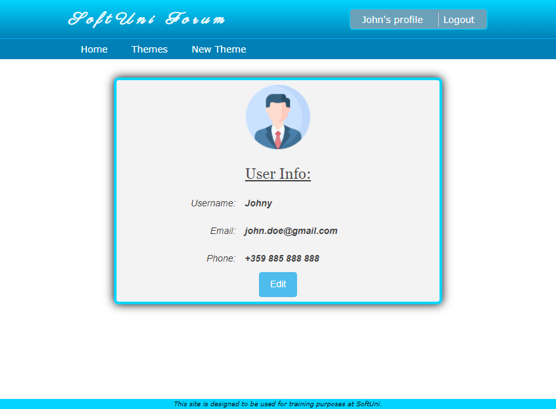 SoftUni Forum
John's profile Logout
Home Themes New Theme
User Info:
Username: Johny
Email: john.doe@gmail.com
Phone: +359 885 888 888
Edit
This site is designed to be used for training purposes at SoftUni.